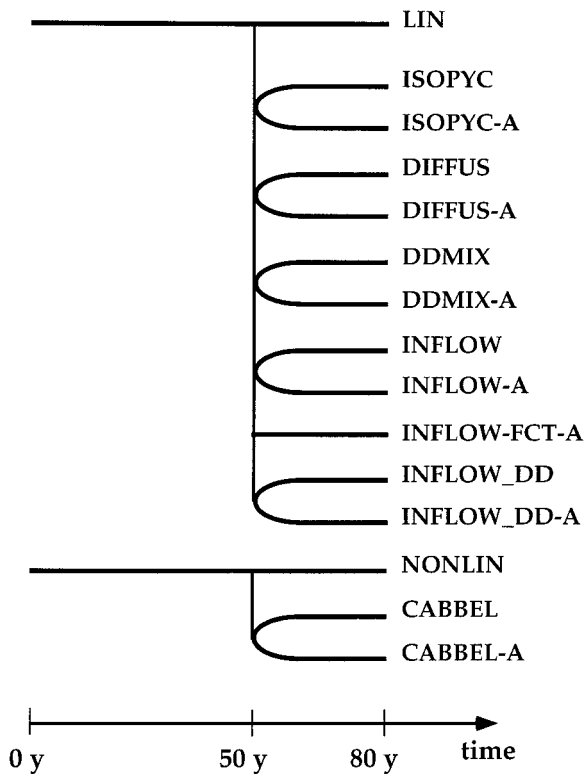 LIN
ISOPYC
ISOPYC-A
DIFFUS
DIFFUS-A
DDMIX
DDMIX-A
INFLOW
INFLOW-A
INFLOW-FCT-A
INFLOW_DD
INFLOW_DD-A
NONLIN
CABBEL
CABBEL-A
0 y 50 y 80 y time